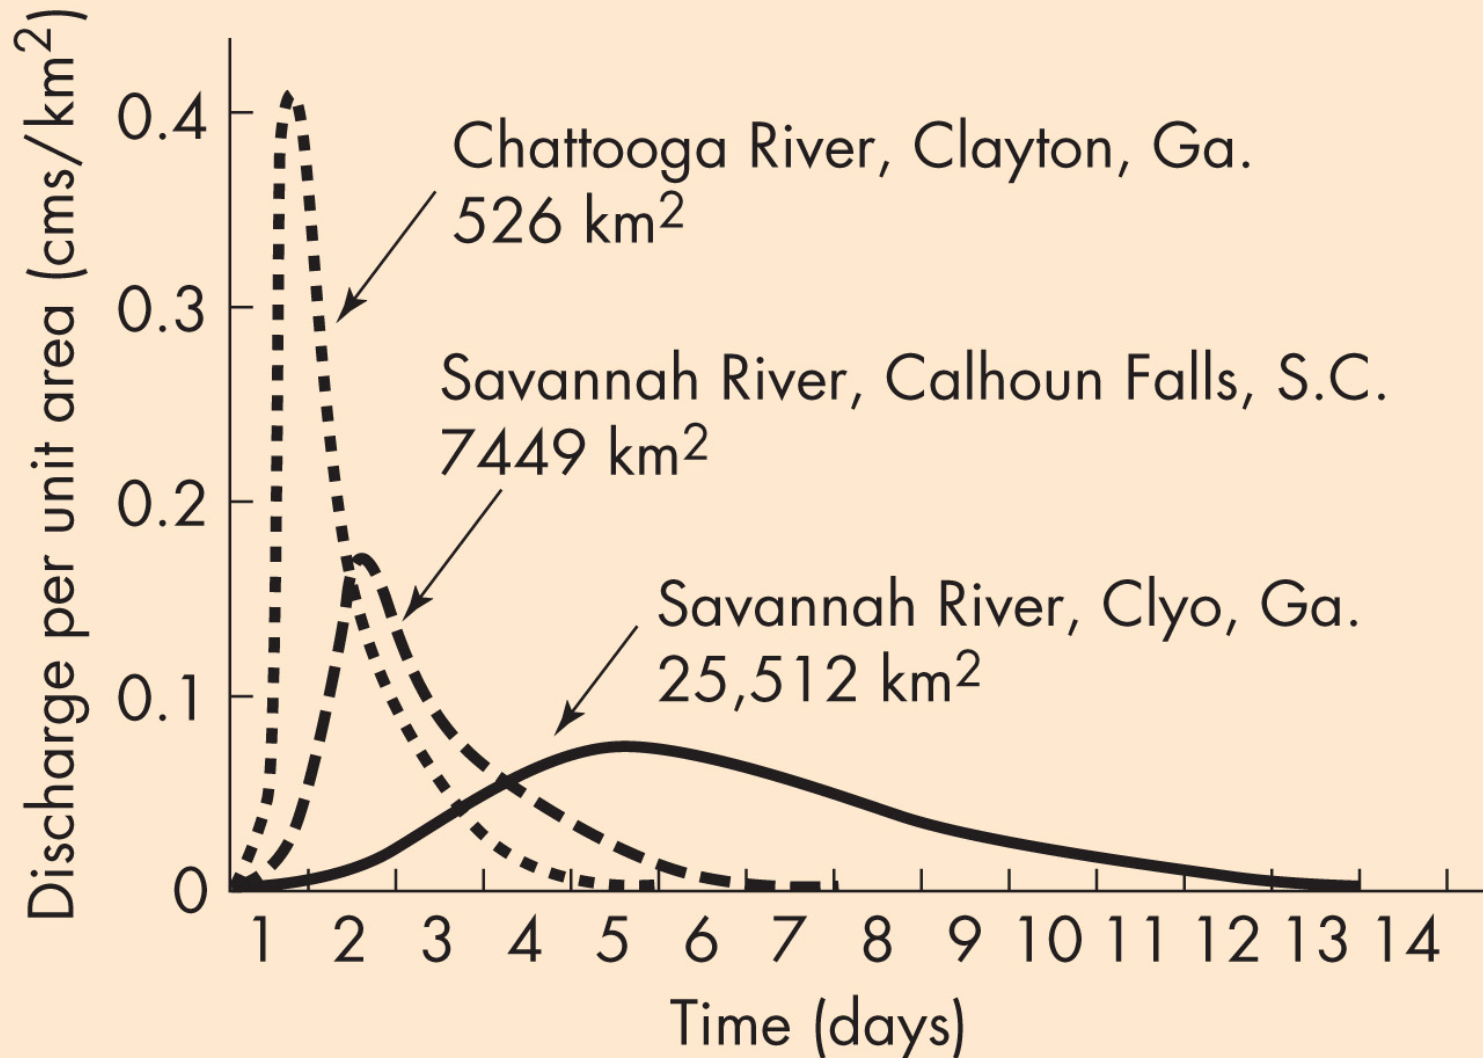 Discharge per unit area (cms/km²)
0.4
0.3
0.2
0.1
0
Chattooga River, Clayton, Ga.
526 km²
Savannah River, Calhoun Falls, S.C.
7449 km²
Savannah River, Clyo, Ga.
25,512 km²
1 2 3 4 5 6 7 8 9 10 11 12 13 14
Time (days)